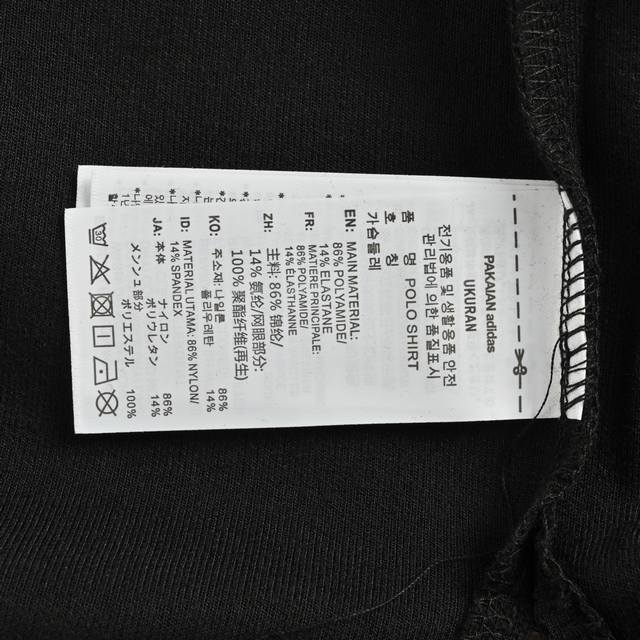 PAKAIAN adidas
UKURAN
전기용품 및 생활용품 안전
관리법에 의한 품질표시
품 명 POLO SHIRT
호 칭
가슴둘레
EN: MAIN MATERIAL:
86% POLYAMIDE/
14% ELASTANE
FR: MATIERE PRINCIPALE:
86% POLYAMIDE/
14% ÉLASTHANNE
ZH: 主料: 86% 锦纶/
14% 氨纶/网眼部分:
100% 聚酯纤维(再生)
KO: 주소재: 나일론 86%
폴리우레탄 14%
ID: MATERIAL UTAMA: 86% NYLON/
14% SPANDEX
JA: 本体 ナイロン 86%
ポリウレタン 14%
メンシュ部分
ポリエステル 100%